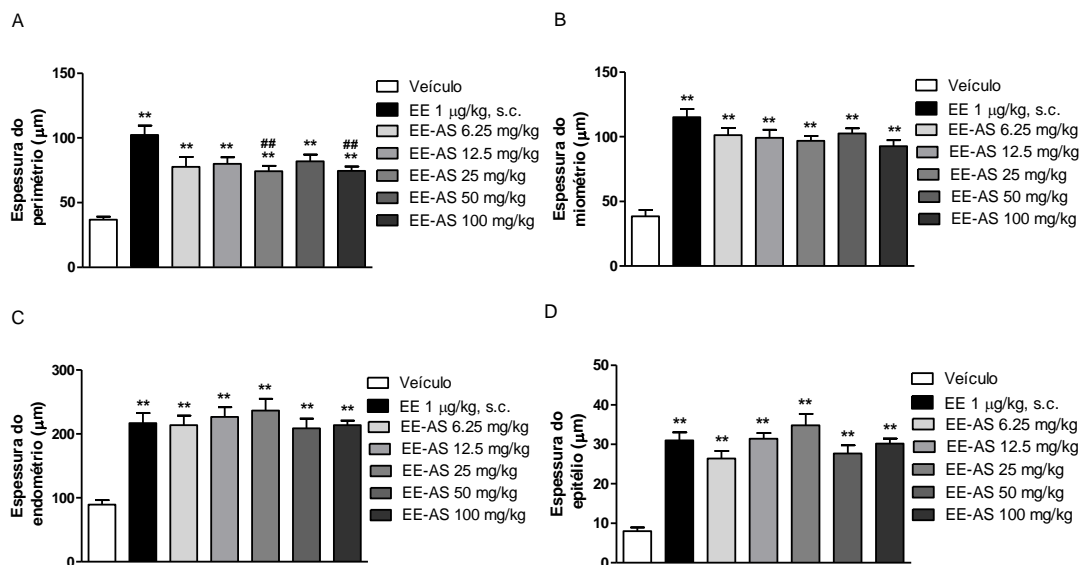 A
Espessura do
perimétrio (μm)
150
100
50
0
**
**
**
##
**
**
##
**
Veículo
EE 1 μg/kg, s.c.
EE-AS 6.25 mg/kg
EE-AS 12.5 mg/kg
EE-AS 25 mg/kg
EE-AS 50 mg/kg
EE-AS 100 mg/kg
B
Espessura do
miométrio (μm)
150
100
50
0
**
**
**
**
**
**
Veículo
EE 1 μg/kg, s.c.
EE-AS 6.25 mg/kg
EE-AS 12.5 mg/kg
EE-AS 25 mg/kg
EE-AS 50 mg/kg
EE-AS 100 mg/kg
C
Espessura do
endométrio (μm)
300
200
100
0
**
**
**
**
**
**
Veículo
EE 1 μg/kg, s.c.
EE-AS 6.25 mg/kg
EE-AS 12.5 mg/kg
EE-AS 25 mg/kg
EE-AS 50 mg/kg
EE-AS 100 mg/kg
D
Espessura do
epitélio (μm)
50
40
30
20
10
0
**
**
**
**
**
**
Veículo
EE 1 μg/kg, s.c.
EE-AS 6.25 mg/kg
EE-AS 12.5 mg/kg
EE-AS 25 mg/kg
EE-AS 50 mg/kg
EE-AS 100 mg/kg